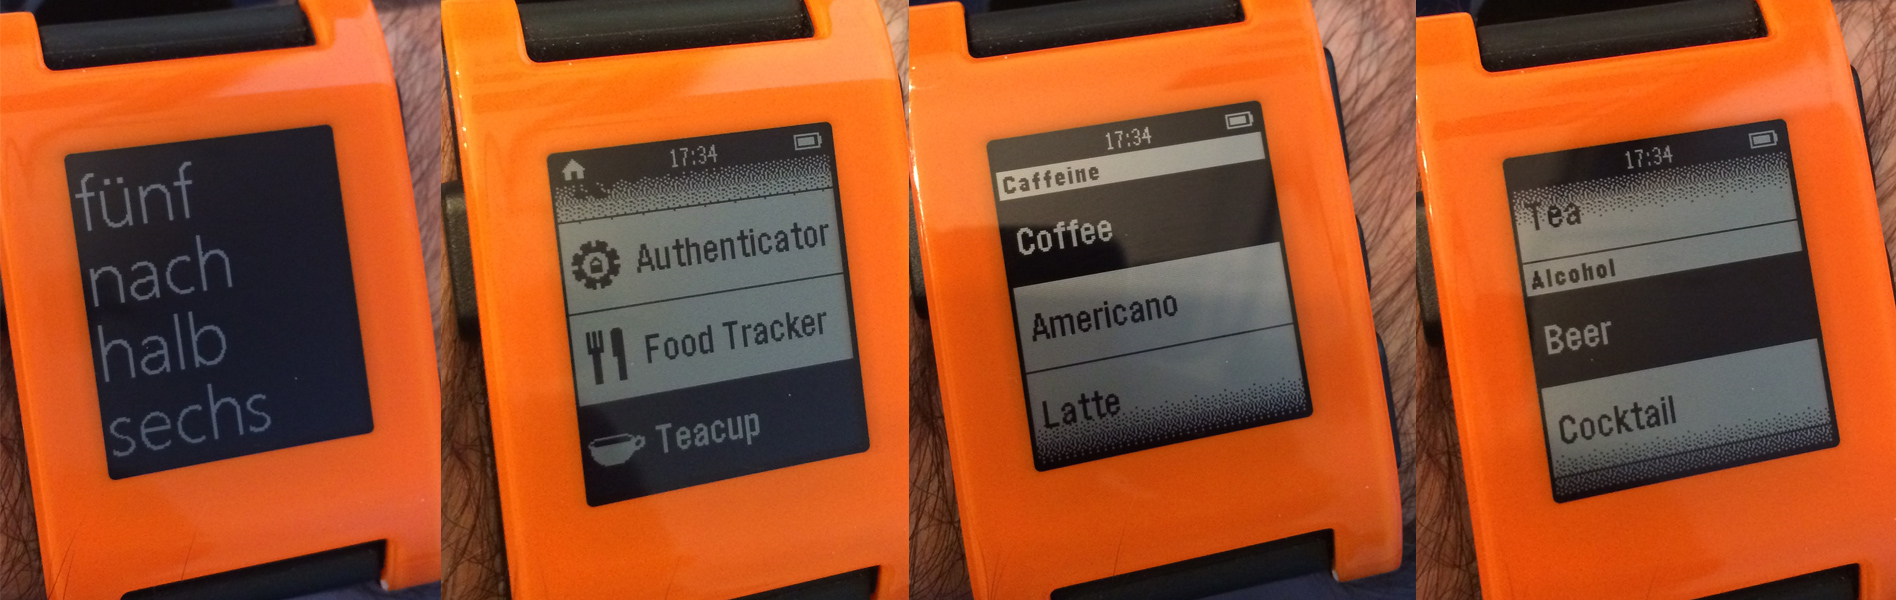 fünf
nach
halb
sechs
17:34
Authenticator
Food Tracker
Teacup
17:34
Caffeine
Coffee
Americano
Latte
17:34
Tea
Alcohol
Beer
Cocktail